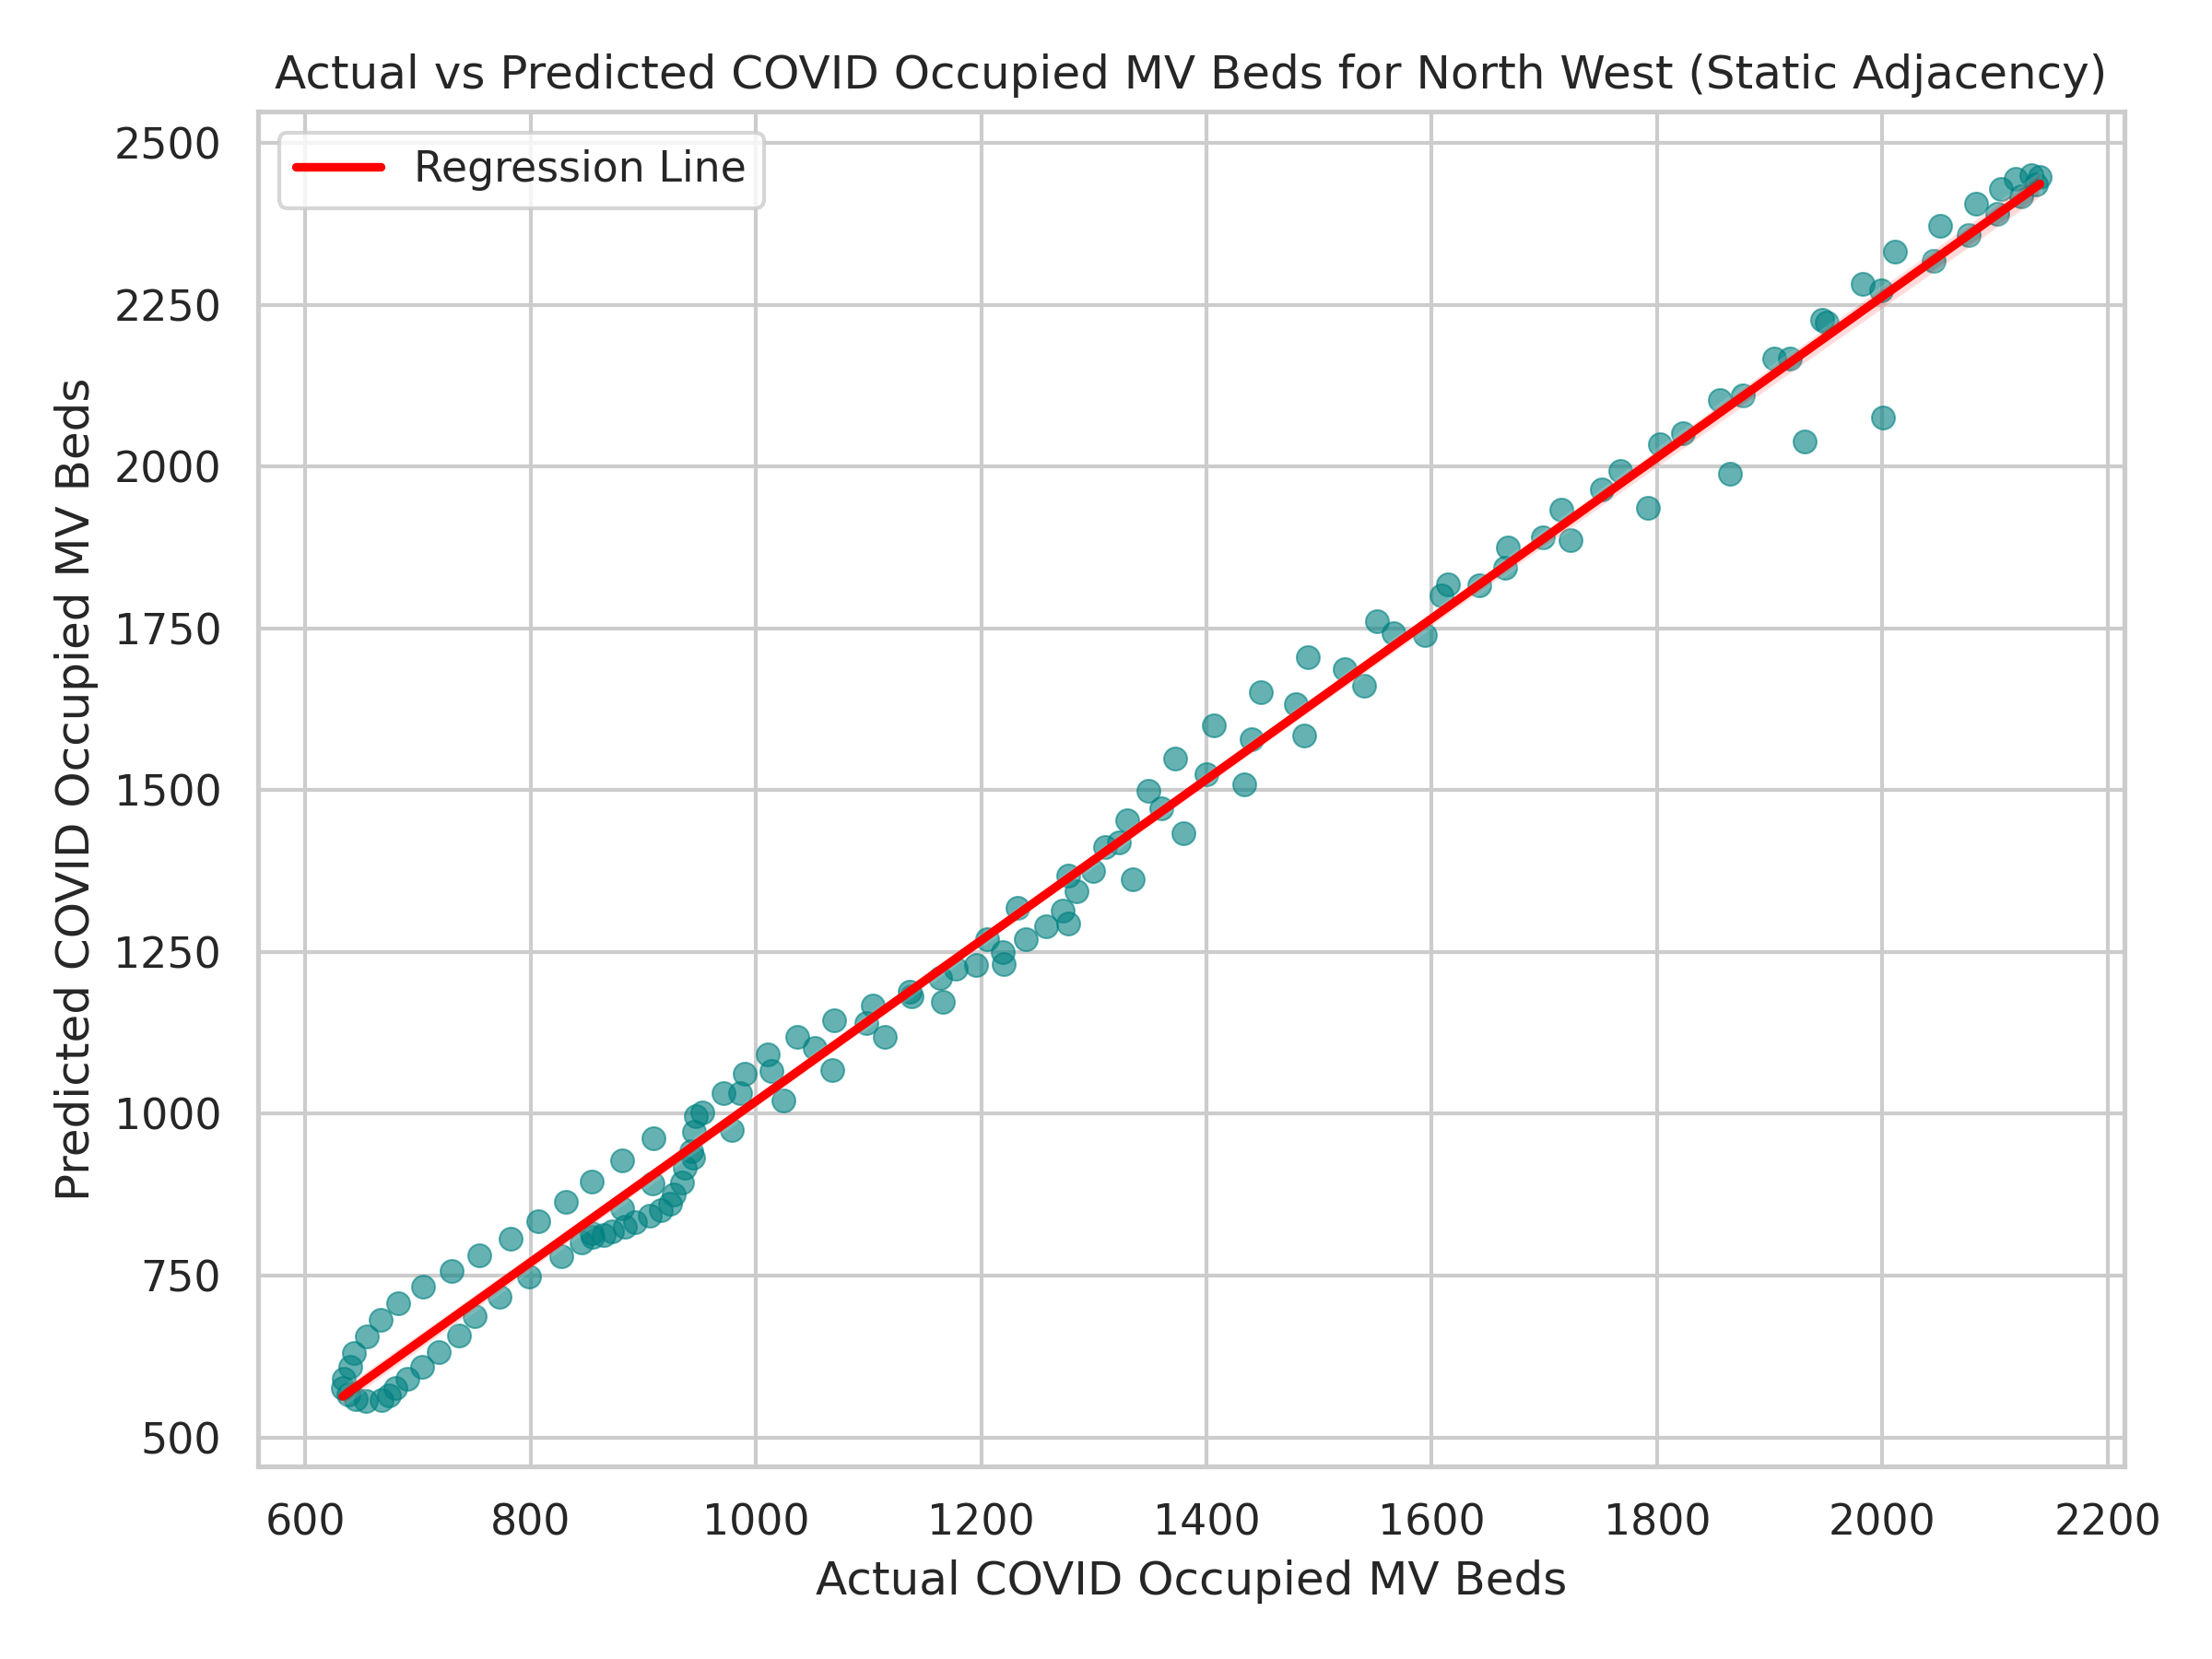 Actual vs Predicted COVID Occupied MV Beds for North West (Static Adjacency)
Regression Line
Predicted COVID Occupied MV Beds
2500
2250
2000
1750
1500
1250
1000
750
500
600 800 1000 1200 1400 1600 1800 2000 2200
Actual COVID Occupied MV Beds